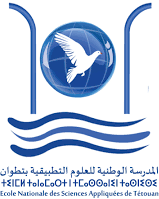 المدرسة الوطنية للعلوم التطبيقية بتطوان
Ecole Nationale des Sciences Appliquées de Tétouan